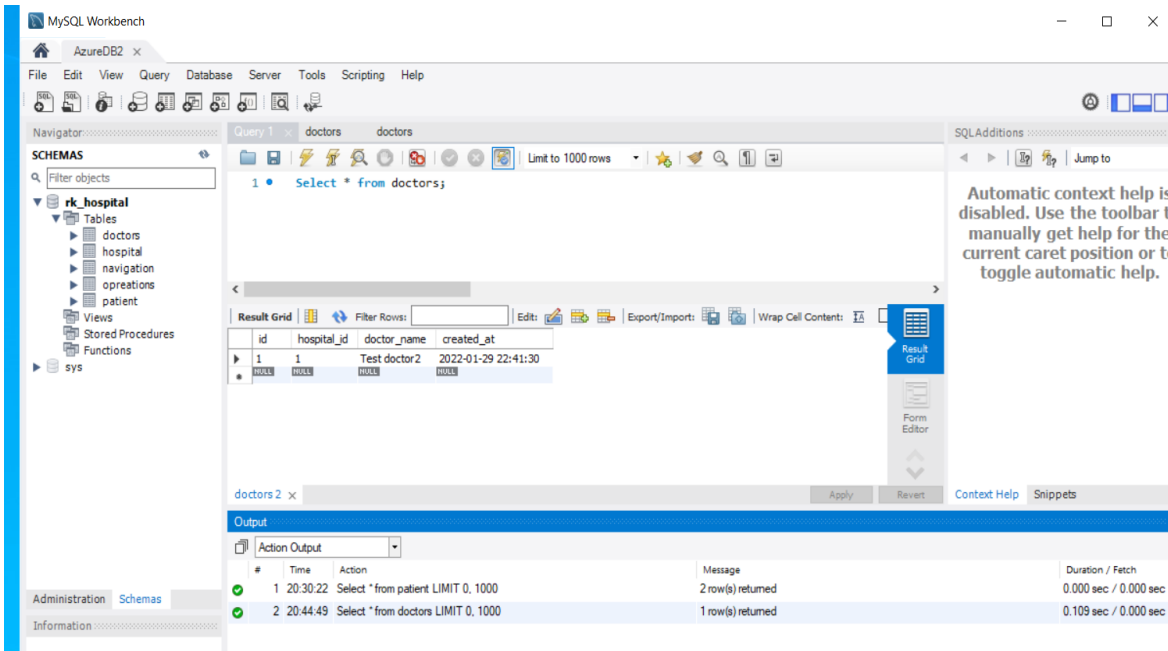 MySQL Workbench
AzureDB2
File Edit View Query Database Server Tools Scripting Help
Navigator
SCHEMAS
Filter objects
rk_hospital
Tables
doctors
hospital
navigation
opreations
patient
Views
Stored Procedures
Functions
sys
Administration Schemas
Information
Query 1 doctors doctors
Limit to 1000 rows
1 Select * from doctors;
Result Grid Filter Rows: Edit: Export/Import: Wrap Cell Content:
id hospital_id doctor_name created_at
1 1 Test doctor2 2022-01-29 22:41:30
NULL NULL NULL NULL
Result
Grid
Form
Editor
doctors 2 Apply Revert
SQLAdditions
Jump to
Automatic context help is
disabled. Use the toolbar t
manually get help for the
current caret position or to
toggle automatic help.
Context Help Snippets
Output
Action Output
# Time Action Message Duration / Fetch
1 20:30:22 Select * from patient LIMIT 0, 1000 2 row(s) returned 0.000 sec / 0.000 sec
2 20:44:49 Select * from doctors LIMIT 0, 1000 1 row(s) returned 0.109 sec / 0.000 sec